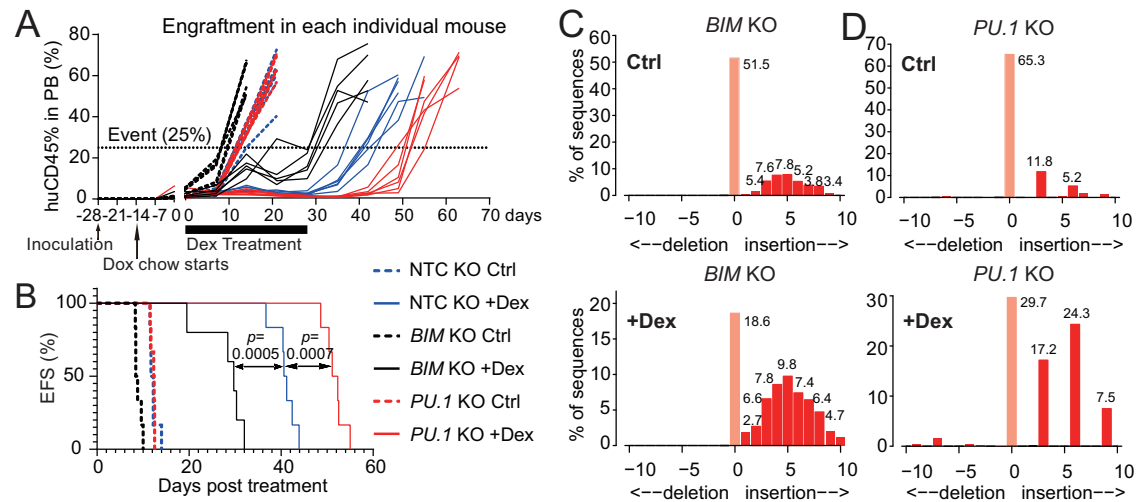 A
Engraftment in each individual mouse
huCD45% in PB (%)
80
60
40
20
0
Event (25%)
-28 -21 -14 -7 0
0 10 20 30 40 50 60 70 days
Inoculation
Dox chow starts
Dex Treatment
B
EFS (%)
100
50
0
p=
0.0005
p=
0.0007
0 20 40 60
Days post treatment
NTC KO Ctrl
NTC KO +Dex
BIM KO Ctrl
BIM KO +Dex
PU.1 KO Ctrl
PU.1 KO +Dex
C
BIM KO
Ctrl
% of sequences
60
50
40
30
20
10
0
51.5
5.4
7.6
7.8
5.2
3.8
3.4
−10 −5 0 5 10
<--deletion insertion-->
BIM KO
+Dex
% of sequences
20
15
10
5
0
18.6
2.7
6.6
7.8
9.8
7.4
6.4
4.7
−10 −5 0 5 10
<--deletion insertion-->
D
PU.1 KO
Ctrl
70
60
50
40
30
20
10
0
65.3
11.8
5.2
−10 −5 0 5 10
<--deletion insertion-->
PU.1 KO
+Dex
30
20
10
0
29.7
17.2
24.3
7.5
−10 −5 0 5 10
<--deletion insertion-->